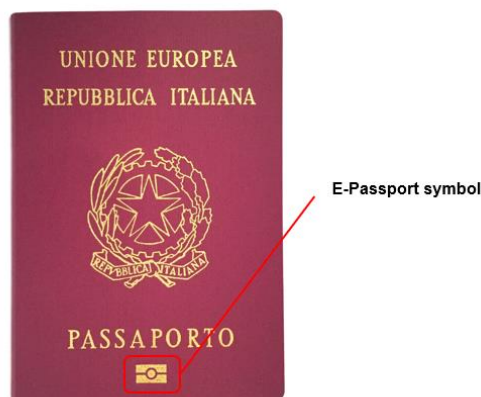 UNIONE EUROPEA
REPUBBLICA ITALIANA
E-Passport symbol
REPVBBLICA ITALIANA
PASSAPORTO